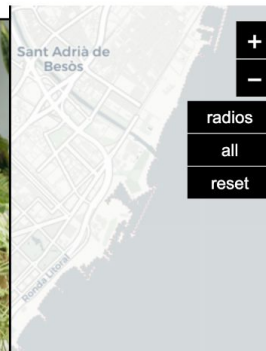 Sant Adrià de
Besòs
+
−
radios
all
reset
Ronda Litoral